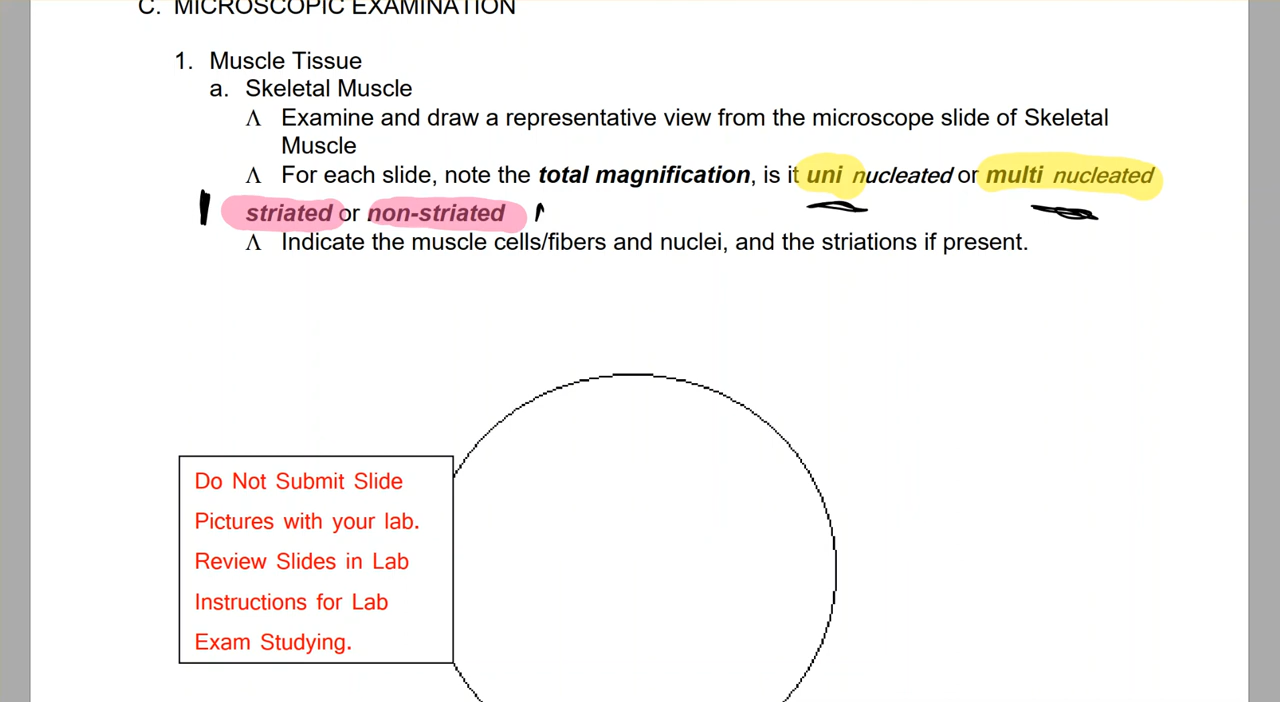 C. MICROSCOPIC EXAMINATION
1. Muscle Tissue
a. Skeletal Muscle
Λ Examine and draw a representative view from the microscope slide of Skeletal
Muscle
Λ For each slide, note the total magnification, is it uni nucleated or multi nucleated
striated or non-striated
Λ Indicate the muscle cells/fibers and nuclei, and the striations if present.
Do Not Submit Slide
Pictures with your lab.
Review Slides in Lab
Instructions for Lab
Exam Studying.